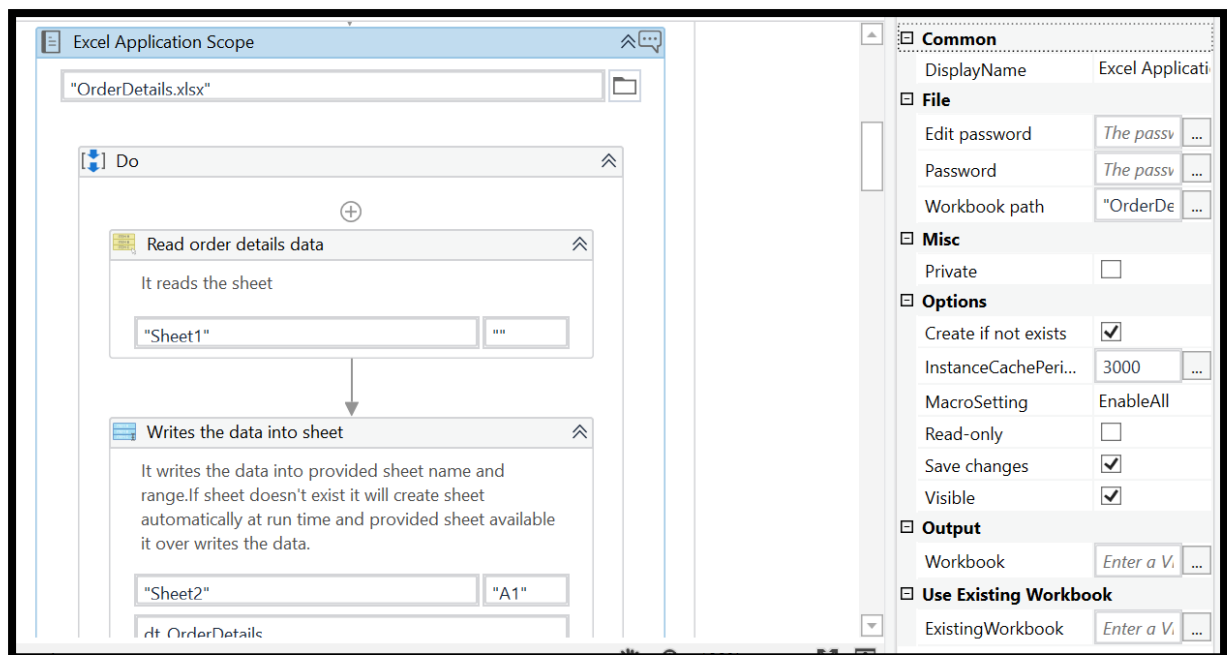 Excel Application Scope
"OrderDetails.xlsx"
Do
Read order details data
It reads the sheet
"Sheet1"
""
Writes the data into sheet
It writes the data into provided sheet name and
range.If sheet doesn't exist it will create sheet
automatically at run time and provided sheet available
it over writes the data.
"Sheet2"
"A1"
dt_OrderDetails
Common
DisplayName Excel Applicati
File
Edit password The passv ...
Password The passv ...
Workbook path "OrderDe ...
Misc
Private
Options
Create if not exists
InstanceCachePeri... 3000 ...
MacroSetting EnableAll
Read-only
Save changes
Visible
Output
Workbook Enter a V ...
Use Existing Workbook
ExistingWorkbook Enter a V ...